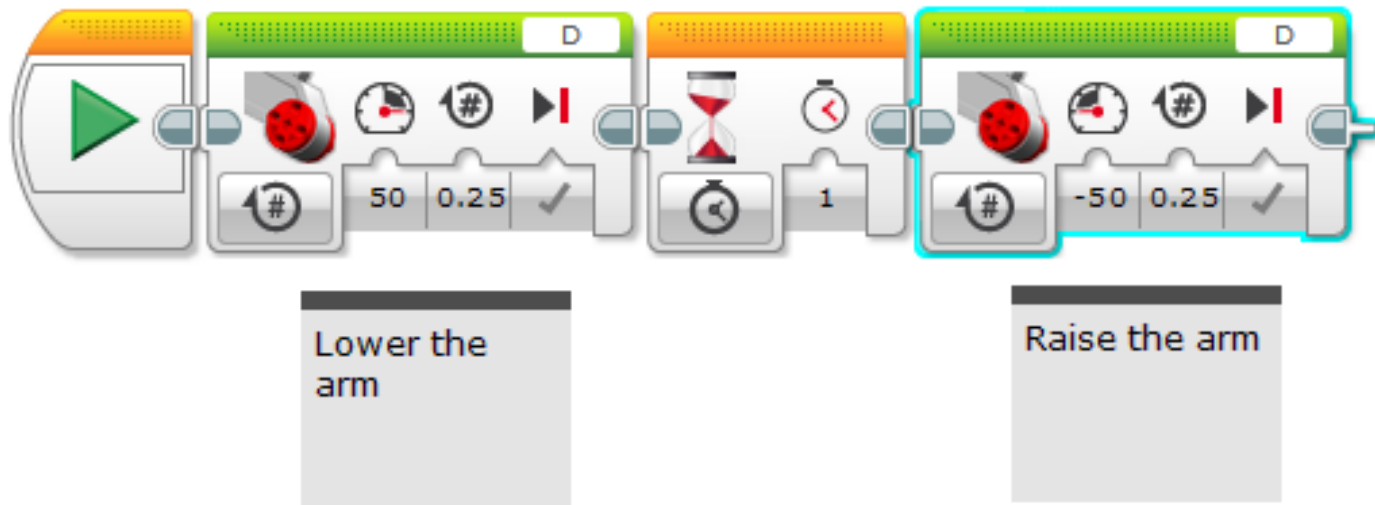 D
D
#
#
# 50 0.25
1
# -50 0.25
Lower the
arm
Raise the arm